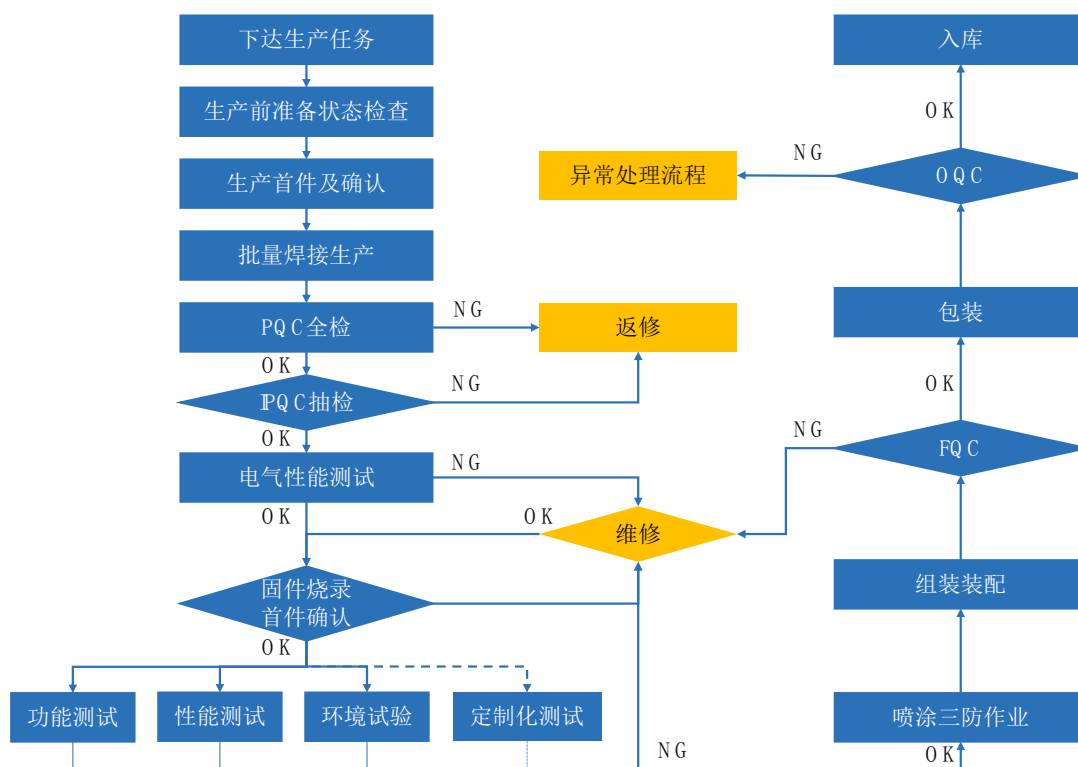 下达生产任务
生产前准备状态检查
生产首件及确认
批量焊接生产
PQC全检
NG
返修
OK
IPQC抽检
NG
OK
电气性能测试
NG
OK
OK
维修
固件烧录
首件确认
OK
功能测试
性能测试
环境试验
定制化测试
NG
入库
OK
OQC
NG
异常处理流程
包装
OK
FQC
NG
组装装配
喷涂三防作业
OK